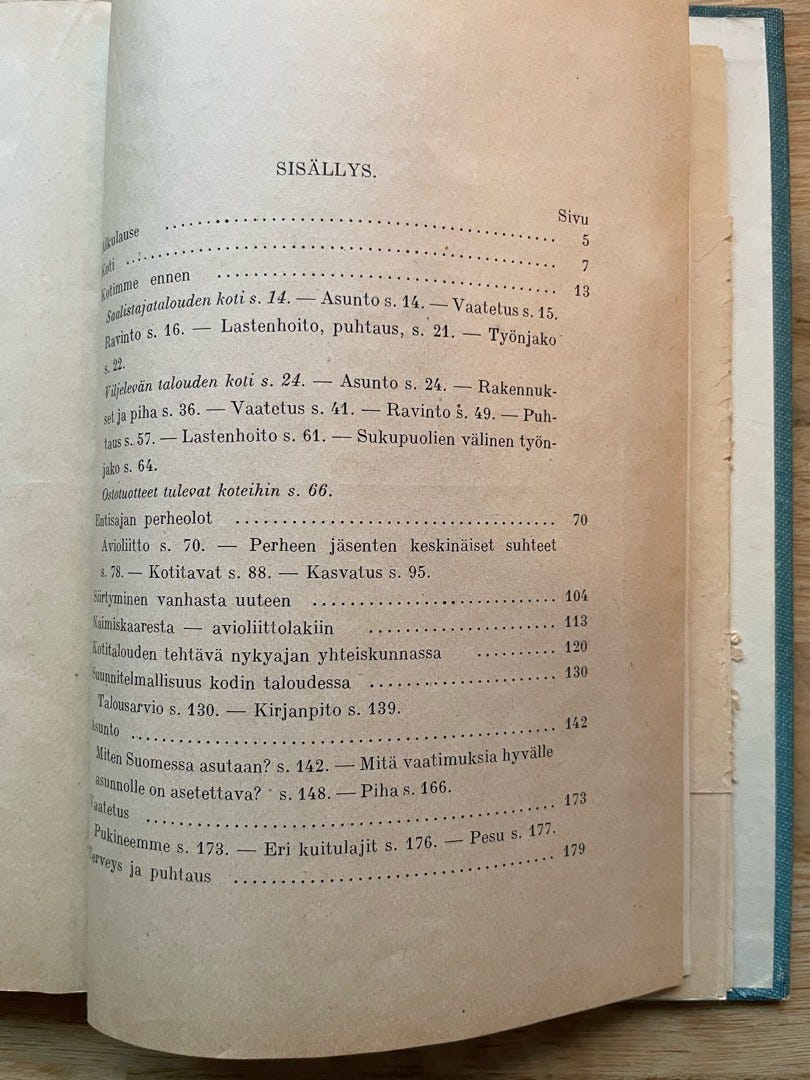 SISÄLLYS.
Sivu
Alkulause ........ 5
Koti ........ 7
Kotimme ennen ........ 13
Saalistajatalouden koti s. 14. — Asunto s. 14. — Vaatetus s. 15.
Ravinto s. 16. — Lastenhoito, puhtaus, s. 21. — Työnjako
s. 22.
Viljelevän talouden koti s. 24. — Asunto s. 24. — Rakennuk-
set ja piha s. 36. — Vaatetus s. 41. — Ravinto s. 49. — Puh-
taus s. 57. — Lastenhoito s. 61. — Sukupuolien välinen työn-
jako s. 64.
Ostotuotteet tulevat koteihin s. 66.
Entisajan perheolot ........ 70
Avioliitto s. 70. — Perheen jäsenten keskinäiset suhteet
s. 78. — Kotitavat s. 88. — Kasvatus s. 95.
Siirtyminen vanhasta uuteen ........ 104
Naimiskaaresta — avioliittolakiin ........ 113
Kotitalouden tehtävä nykyajan yhteiskunnassa ........ 120
Suunnitelmallisuus kodin taloudessa ........ 130
Talousarvio s. 130. — Kirjanpito s. 139.
Asunto ........ 142
Miten Suomessa asutaan? s. 142. — Mitä vaatimuksia hyvälle
asunnolle on asetettava? s. 148. — Piha s. 166.
Vaatetus ........ 173
Pukineemme s. 173. — Eri kuitulajit s. 176. — Pesu s. 177.
Terveys ja puhtaus ........ 179